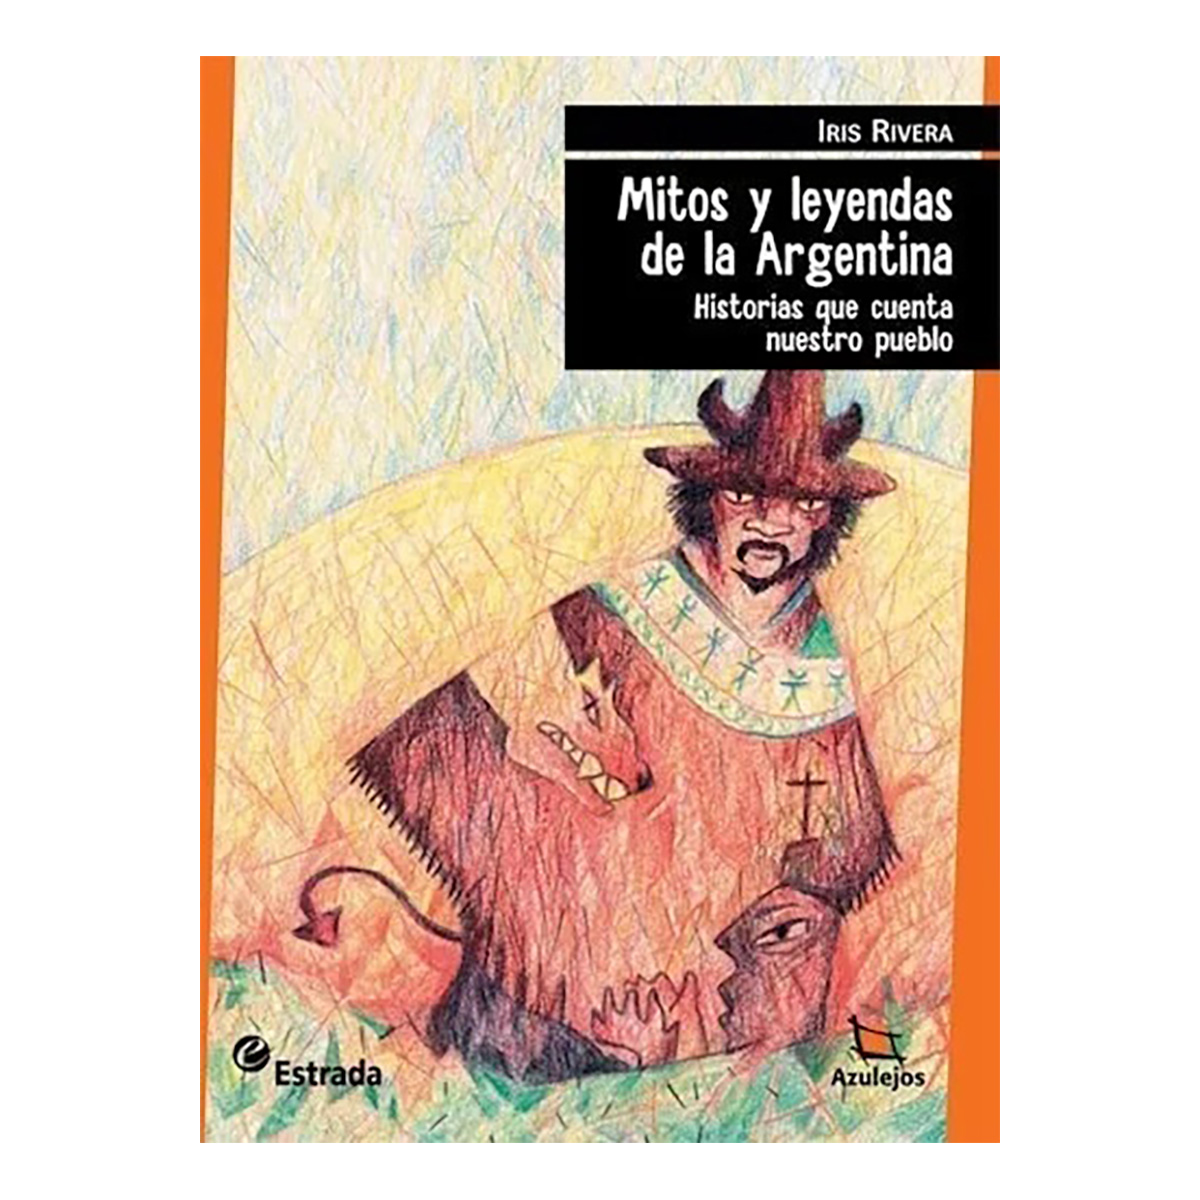 IRIS RIVERA
Mitos y leyendas
de la Argentina
Historias que cuenta
nuestro pueblo
e Estrada
Azulejos